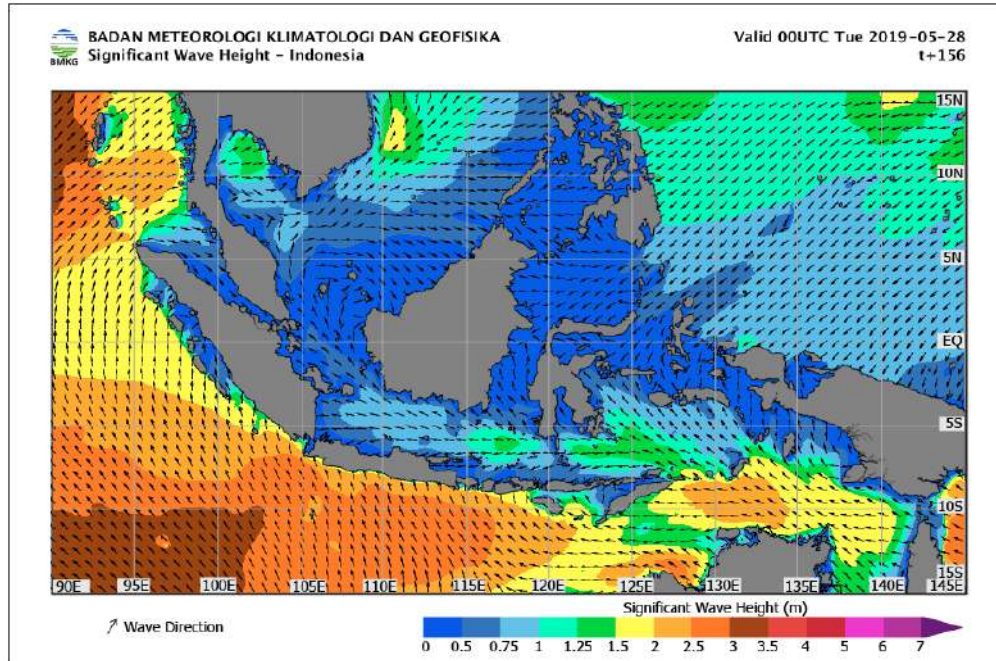 BADAN METEOROLOGI KLIMATOLOGI DAN GEOFISIKA
Valid 00UTC Tue 2019-05-28
BMKG
Significant Wave Height - Indonesia
t+156
15N
10N
5N
EQ
5S
10S
15S
90E 95E 100E 105E 110E 115E 120E 125E 130E 135E 140E 145E
Wave Direction
Significant Wave Height (m)
0 0.5 0.75 1 1.25 1.5 2 2.5 3 3.5 4 5 6 7